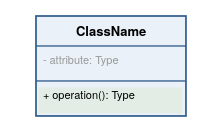 ClassName
- attribute: Type
+ operation(): Type